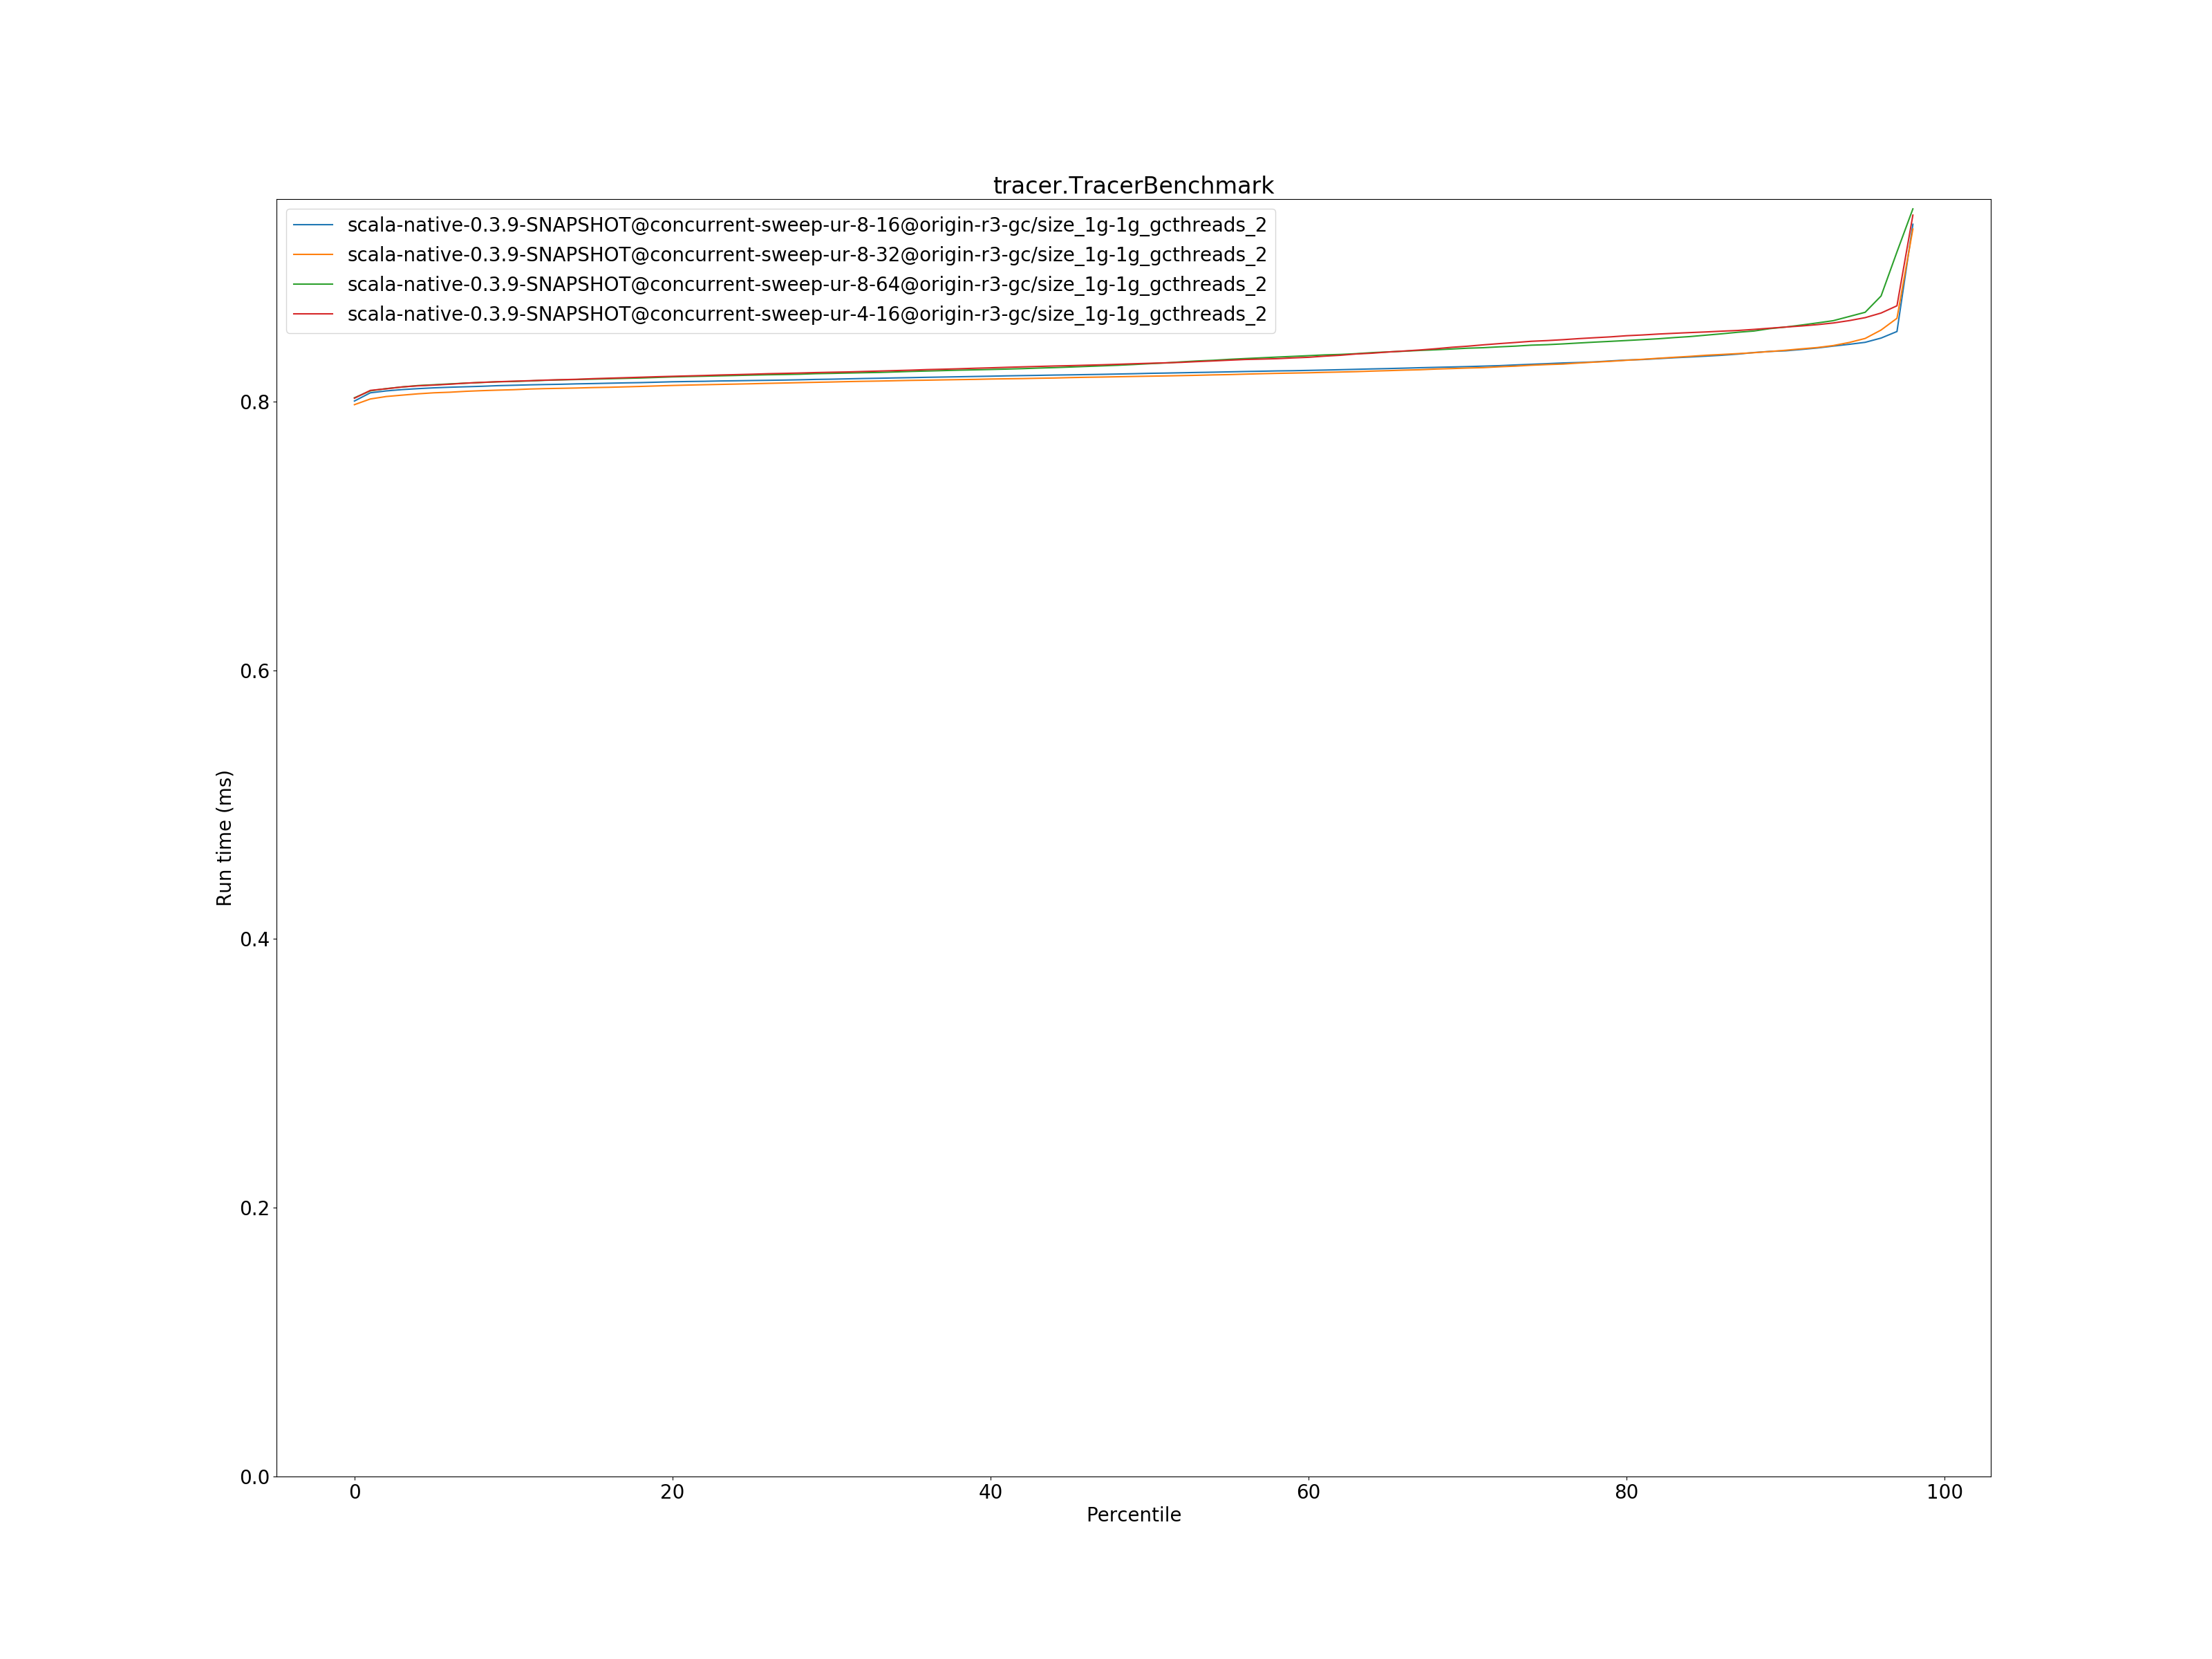 tracer.TracerBenchmark
scala-native-0.3.9-SNAPSHOT@concurrent-sweep-ur-8-16@origin-r3-gc/size_1g-1g_gcthreads_2
scala-native-0.3.9-SNAPSHOT@concurrent-sweep-ur-8-32@origin-r3-gc/size_1g-1g_gcthreads_2
scala-native-0.3.9-SNAPSHOT@concurrent-sweep-ur-8-64@origin-r3-gc/size_1g-1g_gcthreads_2
scala-native-0.3.9-SNAPSHOT@concurrent-sweep-ur-4-16@origin-r3-gc/size_1g-1g_gcthreads_2
0.8
0.6
0.4
0.2
0.0
Run time (ms)
0 20 40 60 80 100
Percentile